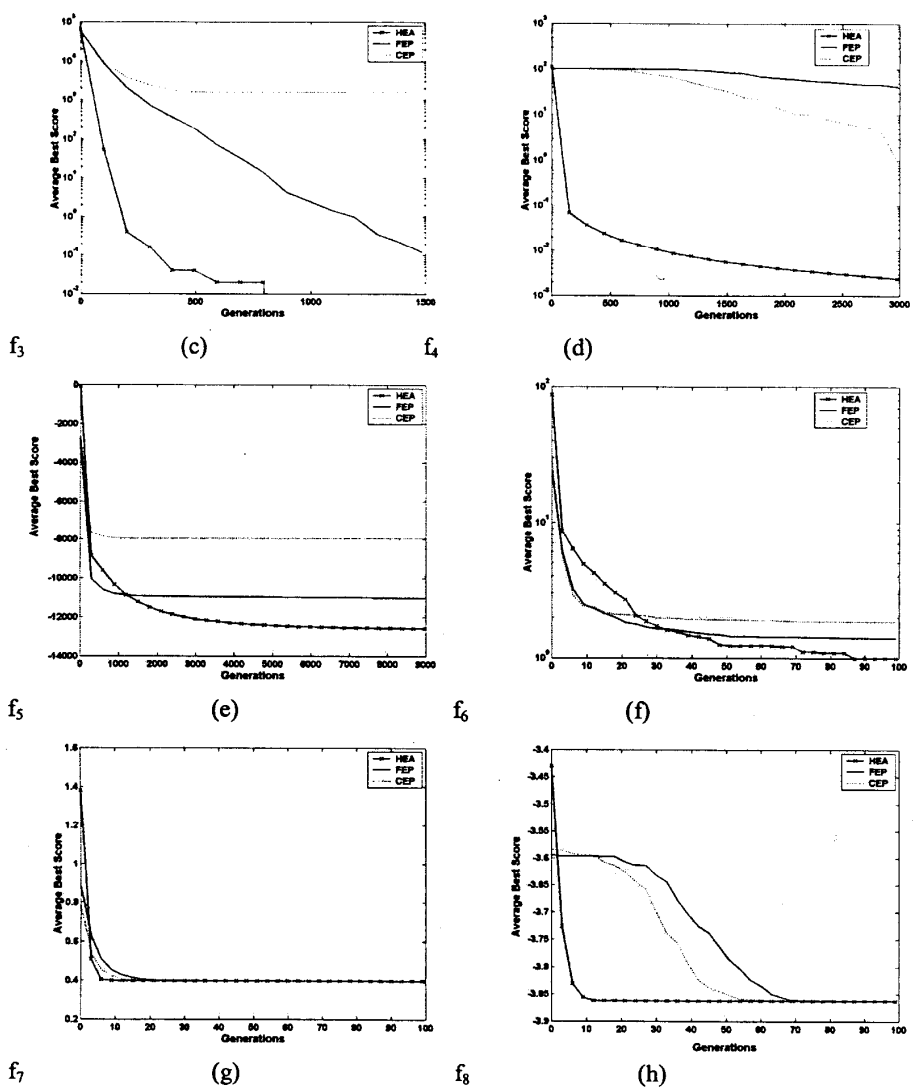 HEA
FEP
CEP
Average Best Score
0
500
1000
1500
Generations
HEA
FEP
CEP
Average Best Score
0
500
1000
1500
2000
2500
3000
Generations
f3 (c) f4 (d)
HEA
FEP
CEP
Average Best Score
0
-2000
-4000
-6000
-8000
-10000
-12000
-14000
0 1000 2000 3000 4000 5000 6000 7000 8000 9000
Generations
HEA
FEP
CEP
Average Best Score
10^2
10^1
10^0
0 10 20 30 40 50 60 70 80 90 100
Generations
f5 (e) f6 (f)
HEA
FEP
CEP
Average Best Score
1.6
1.4
1.2
1
0.8
0.6
0.4
0.2
0 10 20 30 40 50 60 70 80 90 100
Generations
HEA
FEP
CEP
Average Best Score
-3.4
-3.45
-3.5
-3.55
-3.6
-3.65
-3.7
-3.75
-3.8
-3.85
-3.9
0 10 20 30 40 50 60 70 80 90 100
Generations
f7 (g) f8 (h)